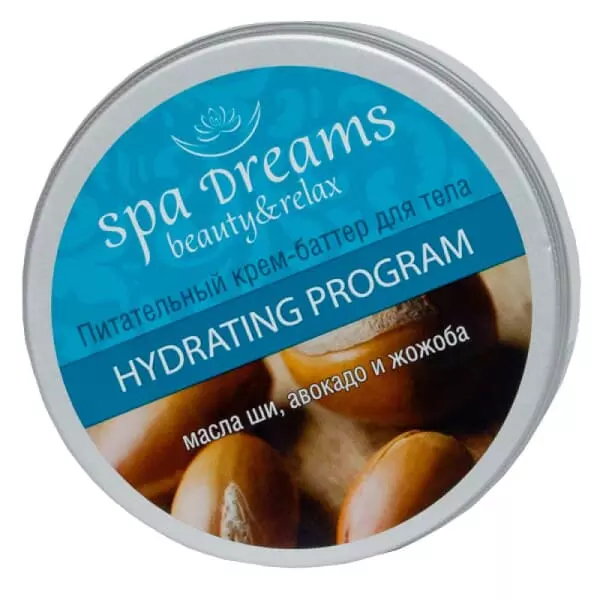 spa Dreams
beauty&relax
Питательный крем-баттер для тела
HYDRATING PROGRAM
масла ши, авокадо и жожоба